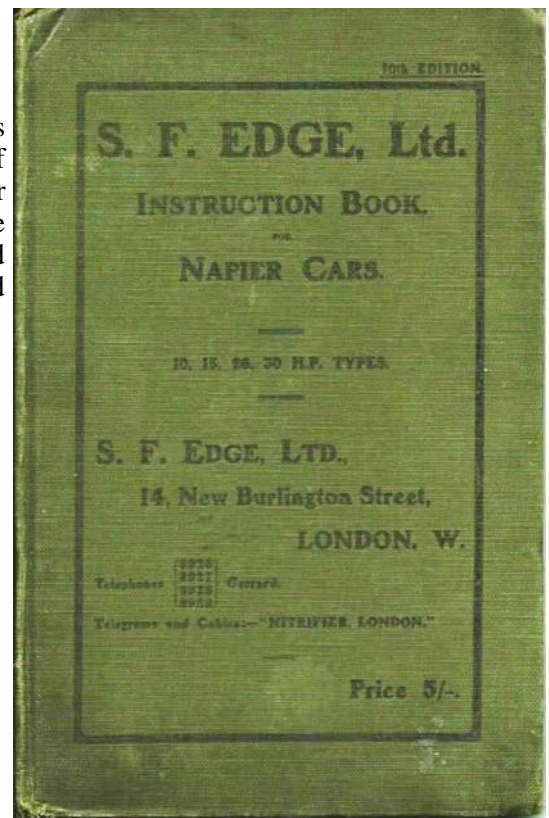 s
f
r
e
d
d
10th EDITION.
S. F. EDGE, Ltd.
INSTRUCTION BOOK.
FOR
NAPIER CARS.
10, 15, 26, 30 H.P. TYPES.
S. F. EDGE, LTD.,
14, New Burlington Street,
LONDON, W.
Telephones Gerrard.
Telegrams and Cables:—"NITRIFIER, LONDON."
Price 5/-.